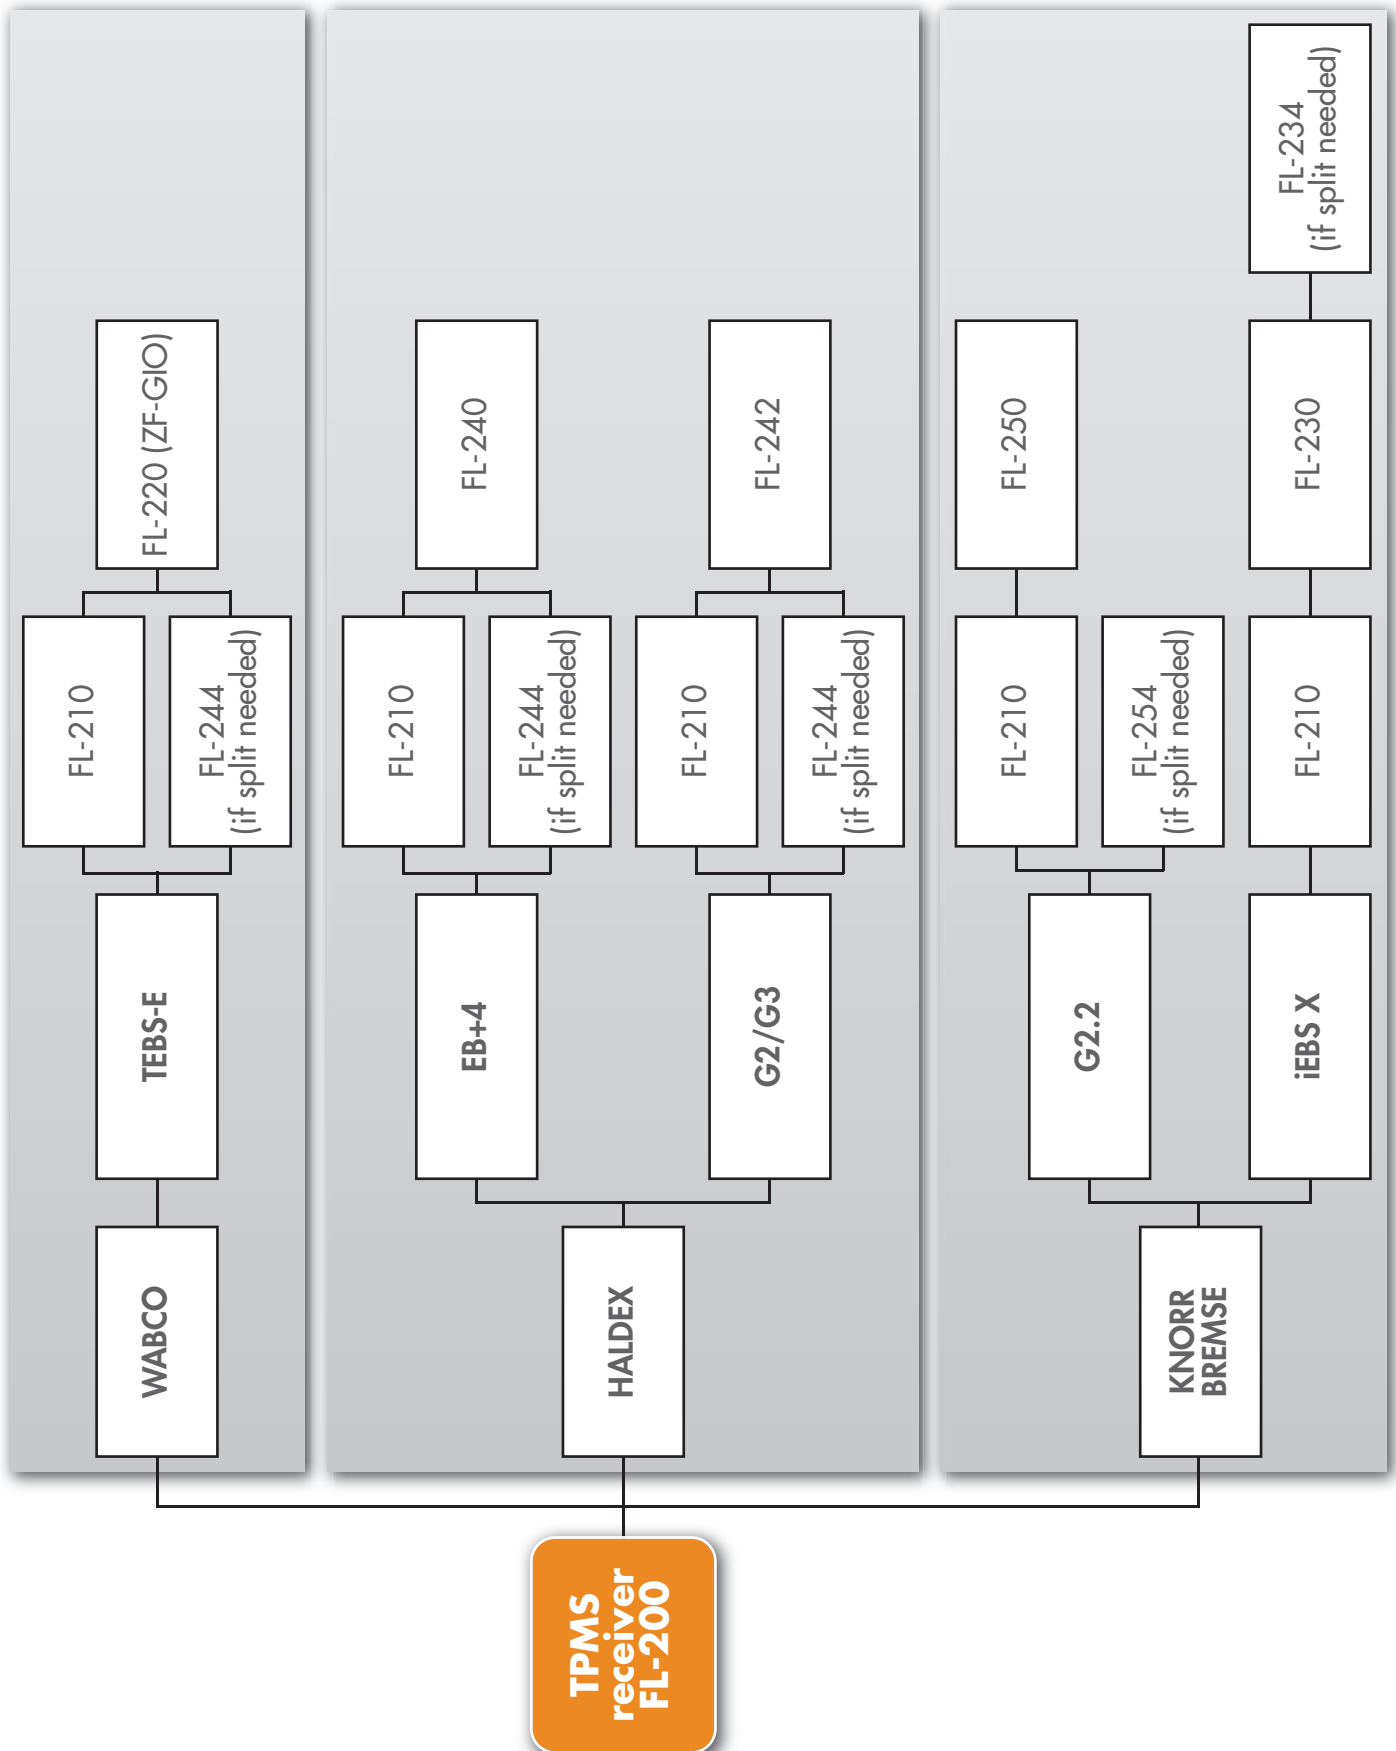 TPMS
receiver
FL-200
WABCO
TEBS-E
FL-210
FL-244
(if split needed)
FL-220 (ZF-GIO)
HALDEX
EB+4
FL-210
FL-244
(if split needed)
FL-240
G2/G3
FL-210
FL-244
(if split needed)
FL-242
KNORR
BREMSE
G2.2
FL-210
FL-254
(if split needed)
FL-250
iEBS X
FL-210
FL-230
FL-234
(if split needed)